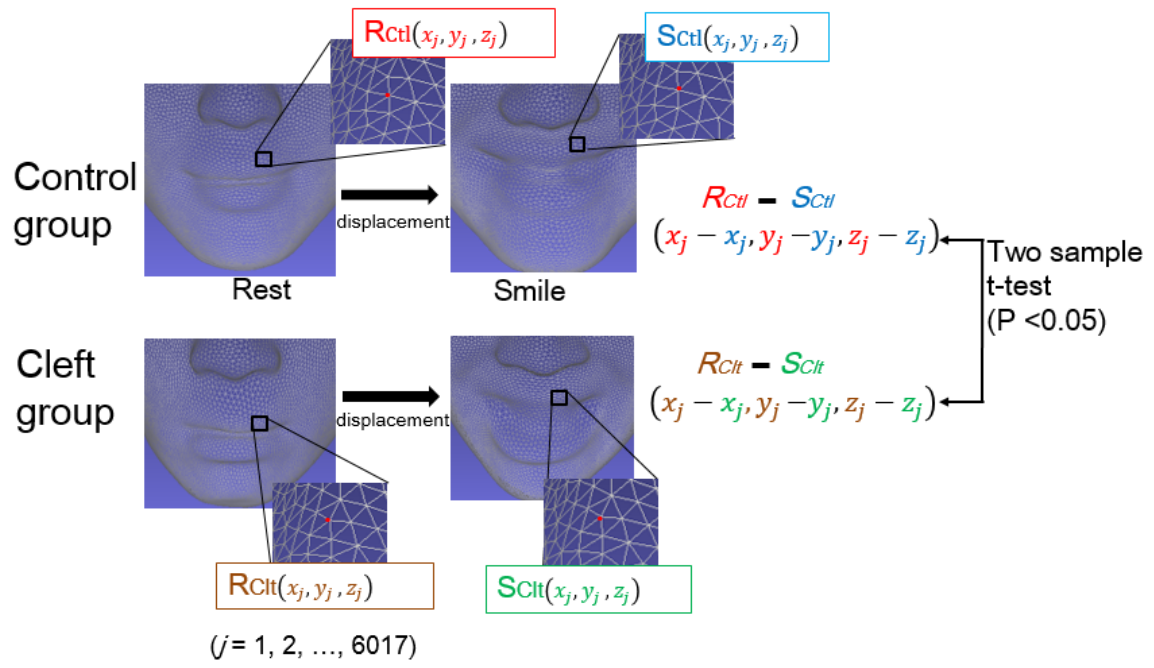 RCtl(xⱼ, yⱼ, zⱼ)
SCtl(xⱼ, yⱼ, zⱼ)
Control
group
displacement
Rest
Smile
RCtl − SCtl
(xⱼ − xⱼ, yⱼ −yⱼ, zⱼ − zⱼ)
Two sample
t-test
(P <0.05)
Cleft
group
displacement
RClt − SClt
(xⱼ − xⱼ, yⱼ −yⱼ, zⱼ − zⱼ)
RClt(xⱼ, yⱼ, zⱼ)
SClt(xⱼ, yⱼ, zⱼ)
(j = 1, 2, …, 6017)